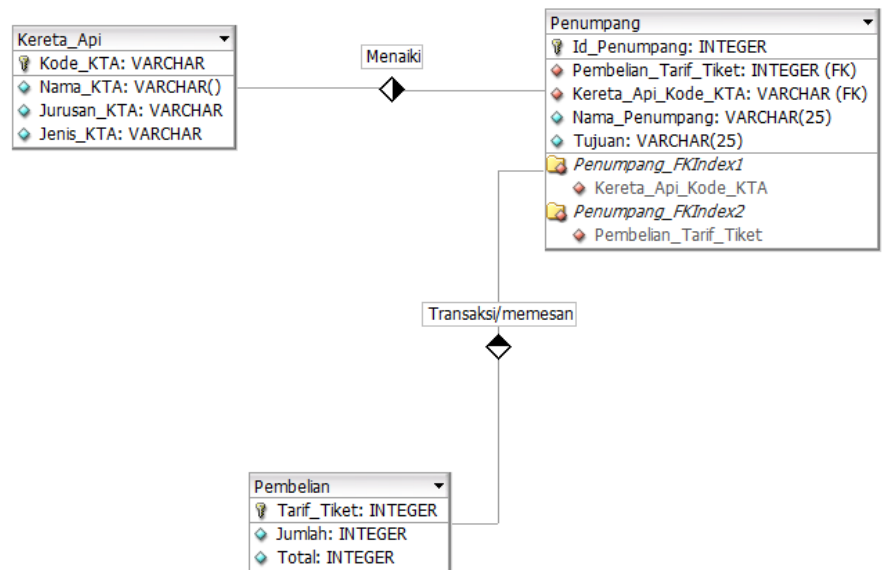 Kereta_Api
Kode_KTA: VARCHAR
Nama_KTA: VARCHAR()
Jurusan_KTA: VARCHAR
Jenis_KTA: VARCHAR
Menaiki
Penumpang
Id_Penumpang: INTEGER
Pembelian_Tarif_Tiket: INTEGER (FK)
Kereta_Api_Kode_KTA: VARCHAR (FK)
Nama_Penumpang: VARCHAR(25)
Tujuan: VARCHAR(25)
Penumpang_FKIndex1
Kereta_Api_Kode_KTA
Penumpang_FKIndex2
Pembelian_Tarif_Tiket
Transaksi/memesan
Pembelian
Tarif_Tiket: INTEGER
Jumlah: INTEGER
Total: INTEGER